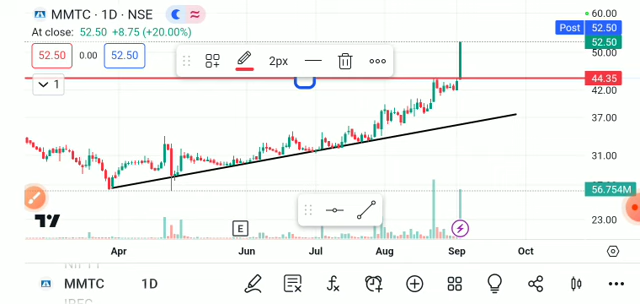 MMTC · 1D · NSE
At close: 52.50 +8.75 (+20.00%)
52.50 0.00 52.50
2px
1
60.00
Post 52.50
52.50
50.00
44.35
42.00
37.00
31.00
56.754M
23.00
E
Apr Jun Jul Aug Sep Oct
MMTC 1D